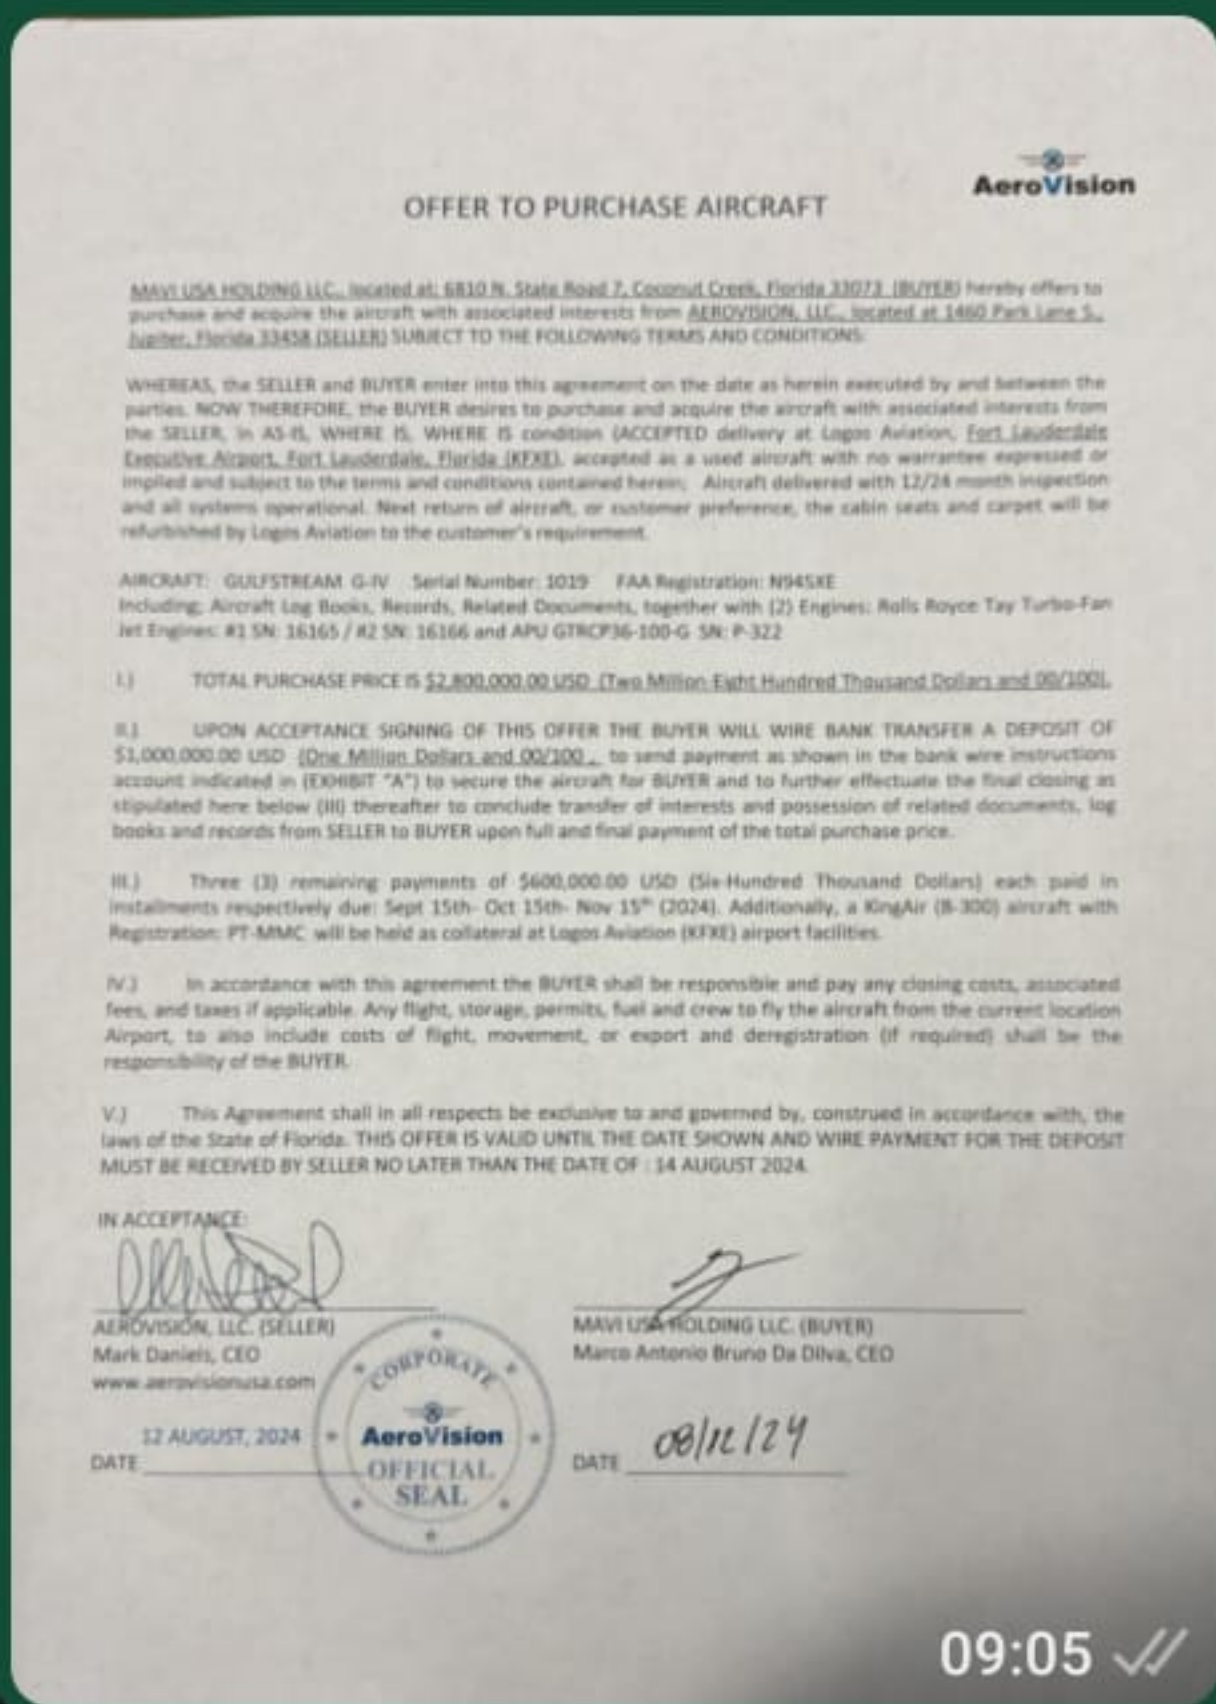 AeroVision
OFFER TO PURCHASE AIRCRAFT
MAVI USA HOLDING LLC., located at: 6810 N. State Road 7, Coconut Creek, Florida 33073 (BUYER) hereby offers to
purchase and acquire the aircraft with associated interests from AEROVISION, LLC., located at 1460 Park Lane S.,
Jupiter, Florida 33458 (SELLER) SUBJECT TO THE FOLLOWING TERMS AND CONDITIONS:
WHEREAS, the SELLER and BUYER enter into this agreement on the date as herein executed by and between the
parties. NOW THEREFORE, the BUYER desires to purchase and acquire the aircraft with associated interests from
the SELLER, in AS-IS, WHERE IS, WHERE IS condition (ACCEPTED delivery at Logos Aviation, Fort Lauderdale
Executive Airport, Fort Lauderdale, Florida (KFXE), accepted as a used aircraft with no warrantee expressed or
implied and subject to the terms and conditions contained herein; Aircraft delivered with 12/24 month inspection
and all systems operational. Next return of aircraft, or customer preference, the cabin seats and carpet will be
refurbished by Logos Aviation to the customer's requirement.
AIRCRAFT: GULFSTREAM G-IV Serial Number: 1019 FAA Registration: N945XE
Including; Aircraft Log Books, Records, Related Documents, together with (2) Engines: Rolls Royce Tay Turbo-Fan
Jet Engines: #1 SN: 16165 / #2 SN: 16166 and APU GTRCP36-100-G SN: P-322
I.) TOTAL PURCHASE PRICE IS $2,800,000.00 USD (Two Million Eight Hundred Thousand Dollars and 00/100).
II.) UPON ACCEPTANCE SIGNING OF THIS OFFER THE BUYER WILL WIRE BANK TRANSFER A DEPOSIT OF
$1,000,000.00 USD (One Million Dollars and 00/100 , to send payment as shown in the bank wire instructions
account indicated in (EXHIBIT "A") to secure the aircraft for BUYER and to further effectuate the final closing as
stipulated here below (III) thereafter to conclude transfer of interests and possession of related documents, log
books and records from SELLER to BUYER upon full and final payment of the total purchase price.
III.) Three (3) remaining payments of $600,000.00 USD (Six-Hundred Thousand Dollars) each paid in
installments respectively due: Sept 15th- Oct 15th- Nov 15th (2024). Additionally, a KingAir (B-300) aircraft with
Registration: PT-MMC will be held as collateral at Logos Aviation (KFXE) airport facilities.
IV.) In accordance with this agreement the BUYER shall be responsible and pay any closing costs, associated
fees, and taxes if applicable. Any flight, storage, permits, fuel and crew to fly the aircraft from the current location
Airport, to also include costs of flight, movement, or export and deregistration (if required) shall be the
responsibility of the BUYER.
V.) This Agreement shall in all respects be exclusive to and governed by, construed in accordance with, the
laws of the State of Florida. THIS OFFER IS VALID UNTIL THE DATE SHOWN AND WIRE PAYMENT FOR THE DEPOSIT
MUST BE RECEIVED BY SELLER NO LATER THAN THE DATE OF : 14 AUGUST 2024.
IN ACCEPTANCE:
AEROVISION, LLC. (SELLER)
Mark Daniels, CEO
www.aerovisionusa.com
12 AUGUST, 2024
DATE
CORPORATE
AeroVision
OFFICIAL
SEAL
MAVI USA HOLDING LLC. (BUYER)
Marco Antonio Bruno Da Dilva, CEO
DATE 08/12/24
09:05